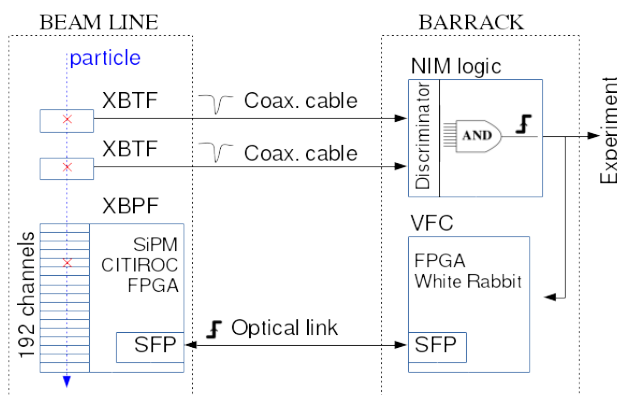 BEAM LINE
BARRACK
particle
XBTF
Coax. cable
XBTF
Coax. cable
NIM logic
Discriminator
AND
Experiment
XBPF
192 channels
SiPM
CITIROC
FPGA
SFP
Optical link
VFC
FPGA
White Rabbit
SFP